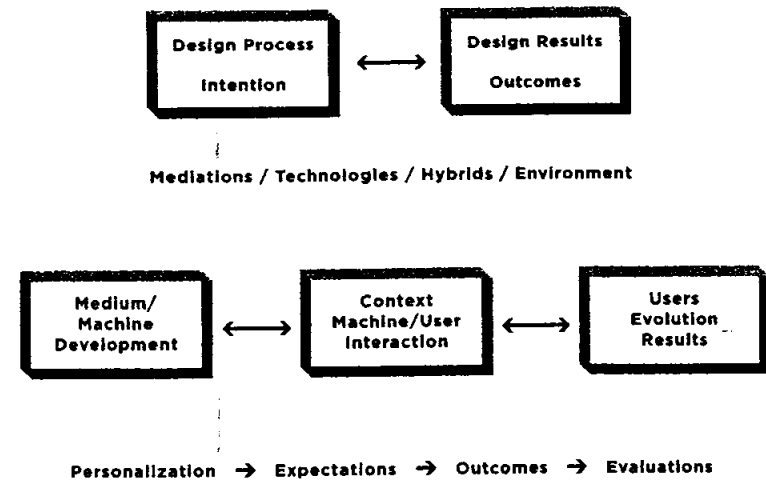 Design Process
Intention
Design Results
Outcomes
Mediations / Technologies / Hybrids / Environment
Medium/
Machine
Development
Context
Machine/User
Interaction
Users
Evolution
Results
Personalization → Expectations → Outcomes → Evaluations